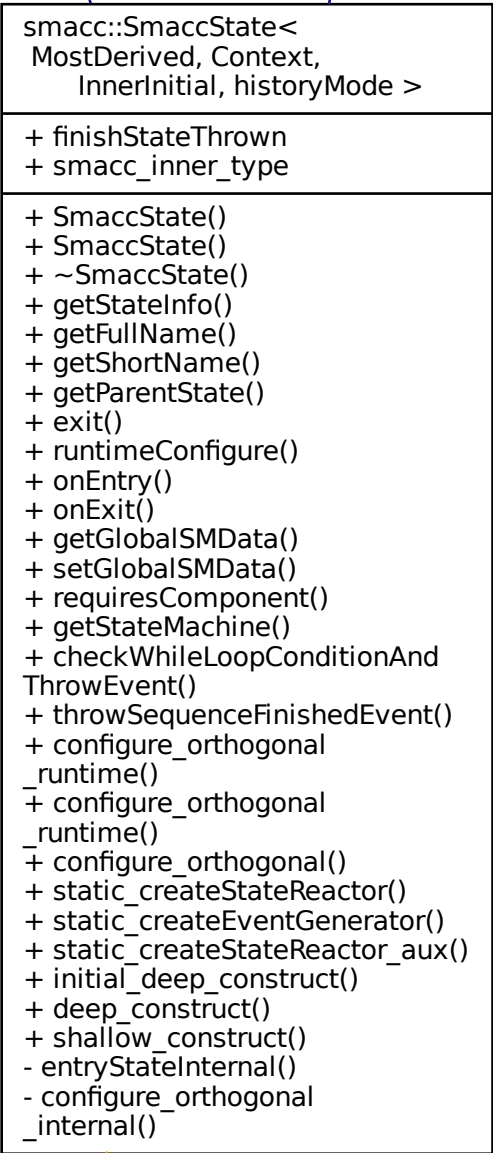 smacc::SmaccState<
MostDerived, Context,
InnerInitial, historyMode >
+ finishStateThrown
+ smacc_inner_type
+ SmaccState()
+ SmaccState()
+ ~SmaccState()
+ getStateInfo()
+ getFullName()
+ getShortName()
+ getParentState()
+ exit()
+ runtimeConfigure()
+ onEntry()
+ onExit()
+ getGlobalSMData()
+ setGlobalSMData()
+ requiresComponent()
+ getStateMachine()
+ checkWhileLoopConditionAnd
ThrowEvent()
+ throwSequenceFinishedEvent()
+ configure_orthogonal
_runtime()
+ configure_orthogonal
_runtime()
+ configure_orthogonal()
+ static_createStateReactor()
+ static_createEventGenerator()
+ static_createStateReactor_aux()
+ initial_deep_construct()
+ deep_construct()
+ shallow_construct()
- entryStateInternal()
- configure_orthogonal
_internal()